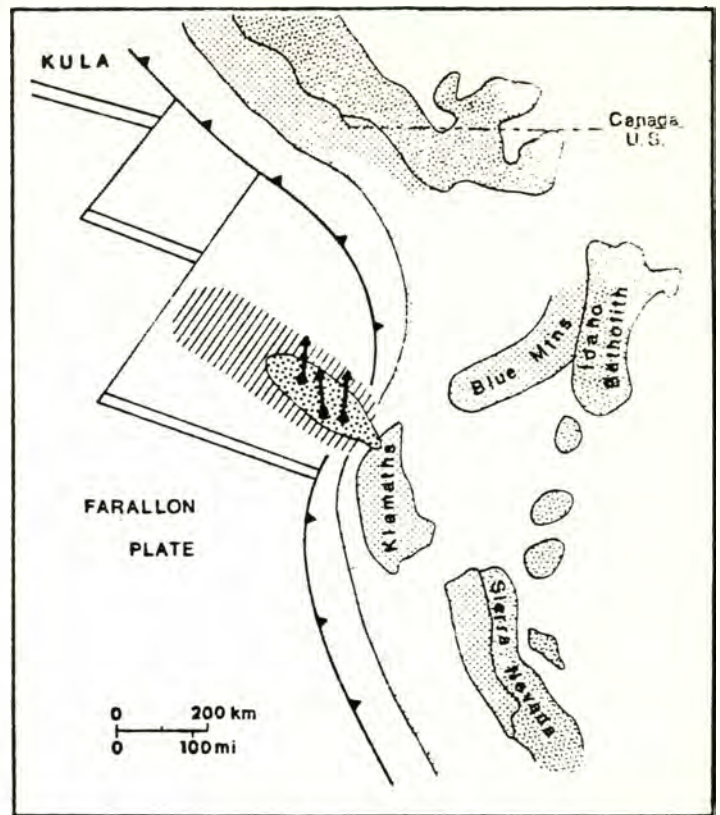 KULA
Canada
U.S.
Blue Mtns
Idaho
Batholith
Klamaths
FARALLON
PLATE
Sierra Nevada
0 200 km
0 100 mi